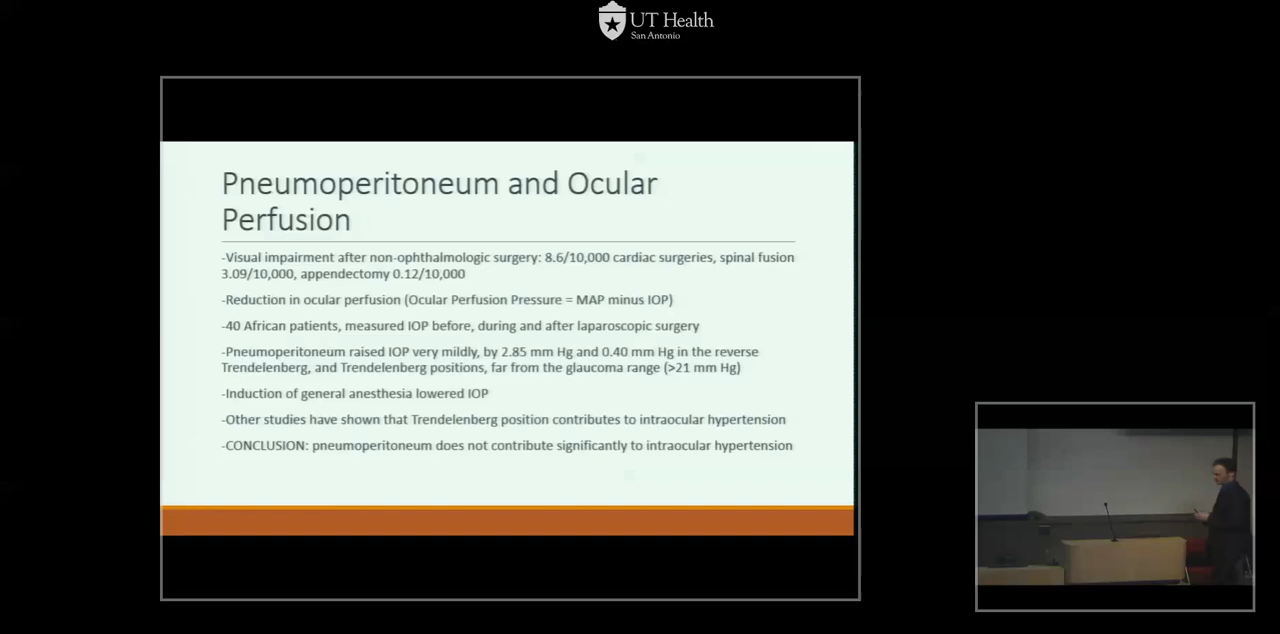 UT Health
San Antonio
Pneumoperitoneum and Ocular
Perfusion
-Visual impairment after non-ophthalmologic surgery: 8.6/10,000 cardiac surgeries, spinal fusion
3.09/10,000, appendectomy 0.12/10,000
-Reduction in ocular perfusion (Ocular Perfusion Pressure = MAP minus IOP)
-40 African patients, measured IOP before, during and after laparoscopic surgery
-Pneumoperitoneum raised IOP very mildly, by 2.85 mm Hg and 0.40 mm Hg in the reverse
Trendelenberg, and Trendelenberg positions, far from the glaucoma range (>21 mm Hg)
-Induction of general anesthesia lowered IOP
-Other studies have shown that Trendelenberg position contributes to intraocular hypertension
-CONCLUSION: pneumoperitoneum does not contribute significantly to intraocular hypertension